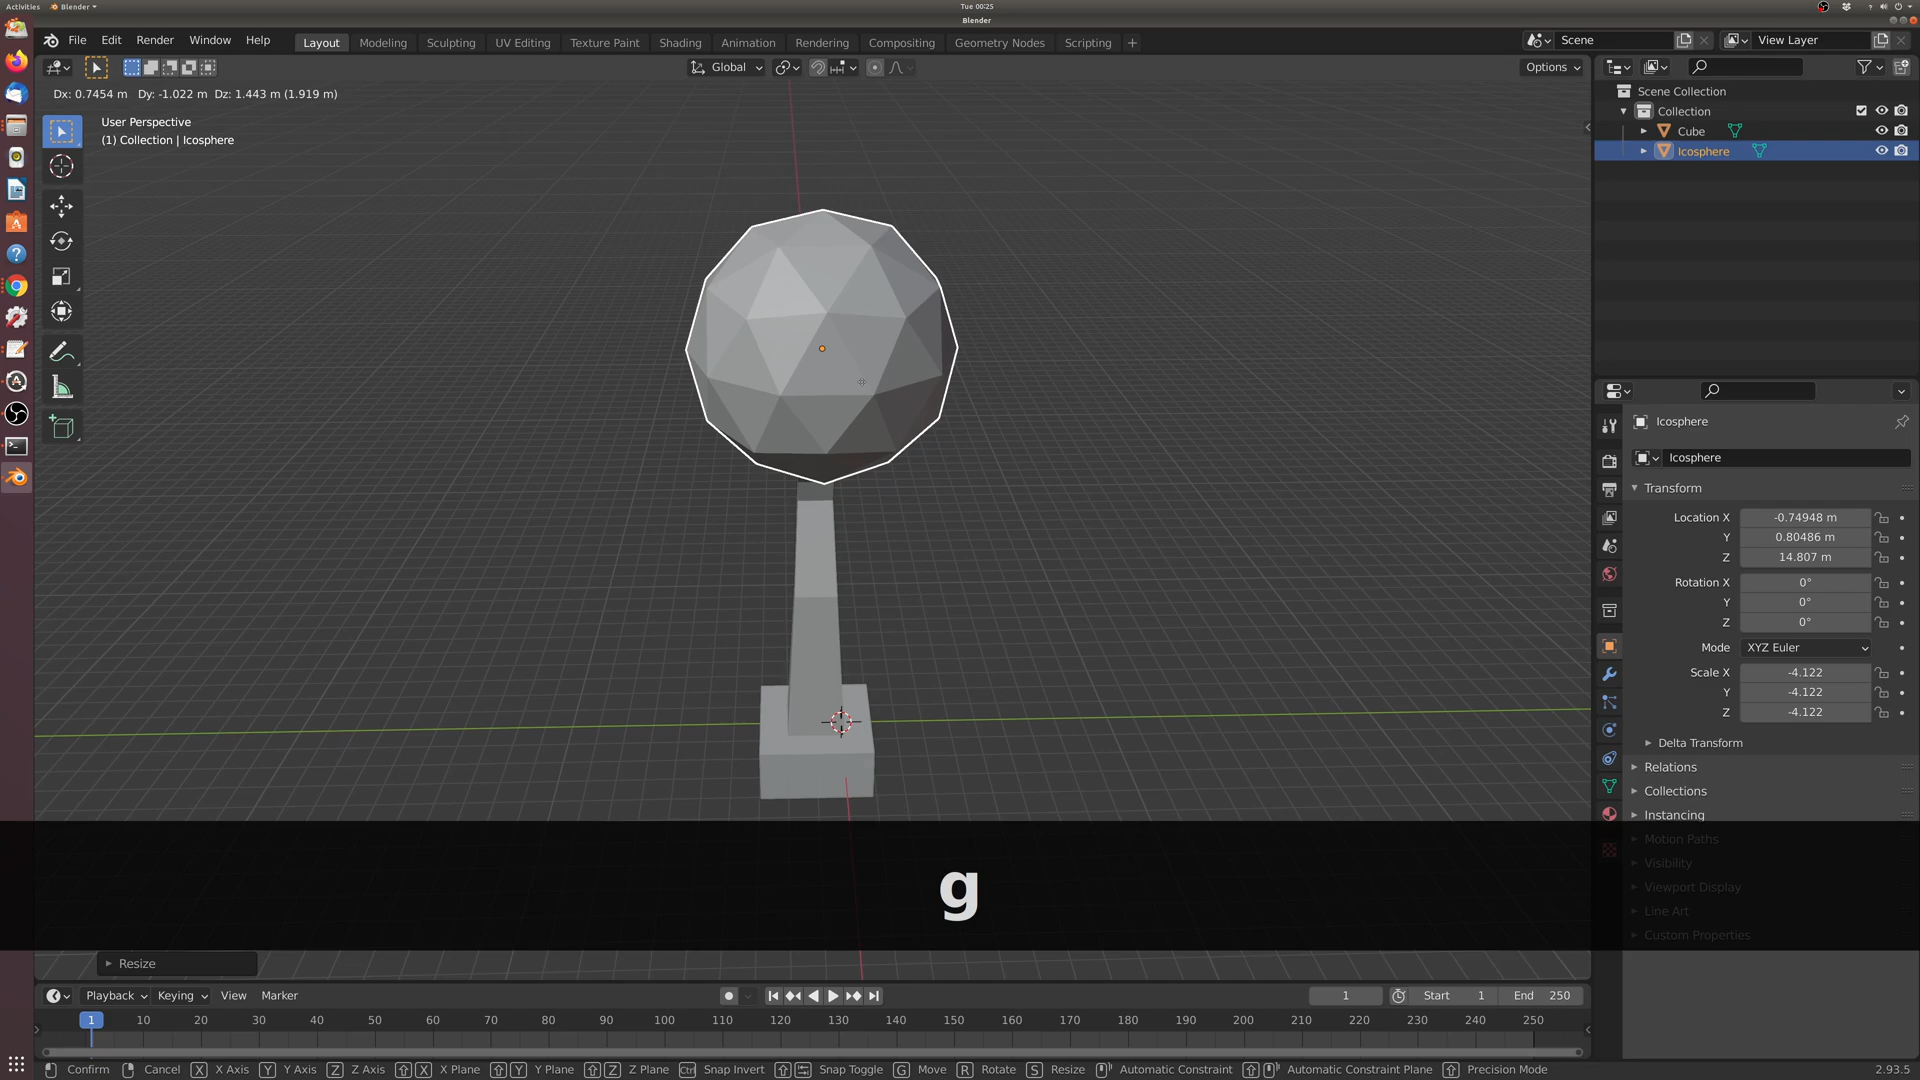 Activities Blender Tue 00:25
Blender
File Edit Render Window Help Layout Modeling Sculpting UV Editing Texture Paint Shading Animation Rendering Compositing Geometry Nodes Scripting Scene View Layer
Global Options
Dx: 0.7454 m Dy: -1.022 m Dz: 1.443 m (1.919 m)
Scene Collection
User Perspective
(1) Collection | Icosphere
Collection
Cube
Icosphere
Icosphere
Icosphere
Transform
Location X -0.74948 m
Y 0.80486 m
Z 14.807 m
Rotation X 0°
Y 0°
Z 0°
Mode XYZ Euler
Scale X -4.122
Y -4.122
Z -4.122
Delta Transform
Relations
Collections
Instancing
Motion Paths
Visibility
Viewport Display
Line Art
Custom Properties
g
Resize
Playback Keying View Marker 1 Start 1 End 250
1 10 20 30 40 50 60 70 80 90 100 110 120 130 140 150 160 170 180 190 200 210 220 230 240 250
Confirm Cancel X X Axis Y Y Axis Z Z Axis X X Plane Y Y Plane Z Z Plane Ctrl Snap Invert Snap Toggle G Move R Rotate S Resize Automatic Constraint Automatic Constraint Plane Precision Mode 2.93.5